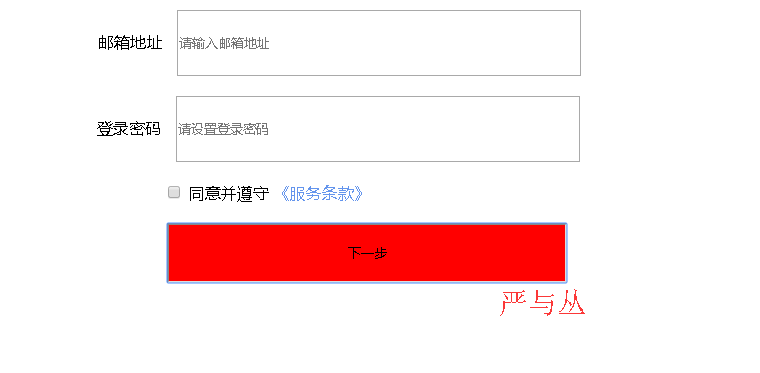 邮箱地址 请输入邮箱地址
登录密码 请设置登录密码
同意并遵守 《服务条款》
下一步
严与丛